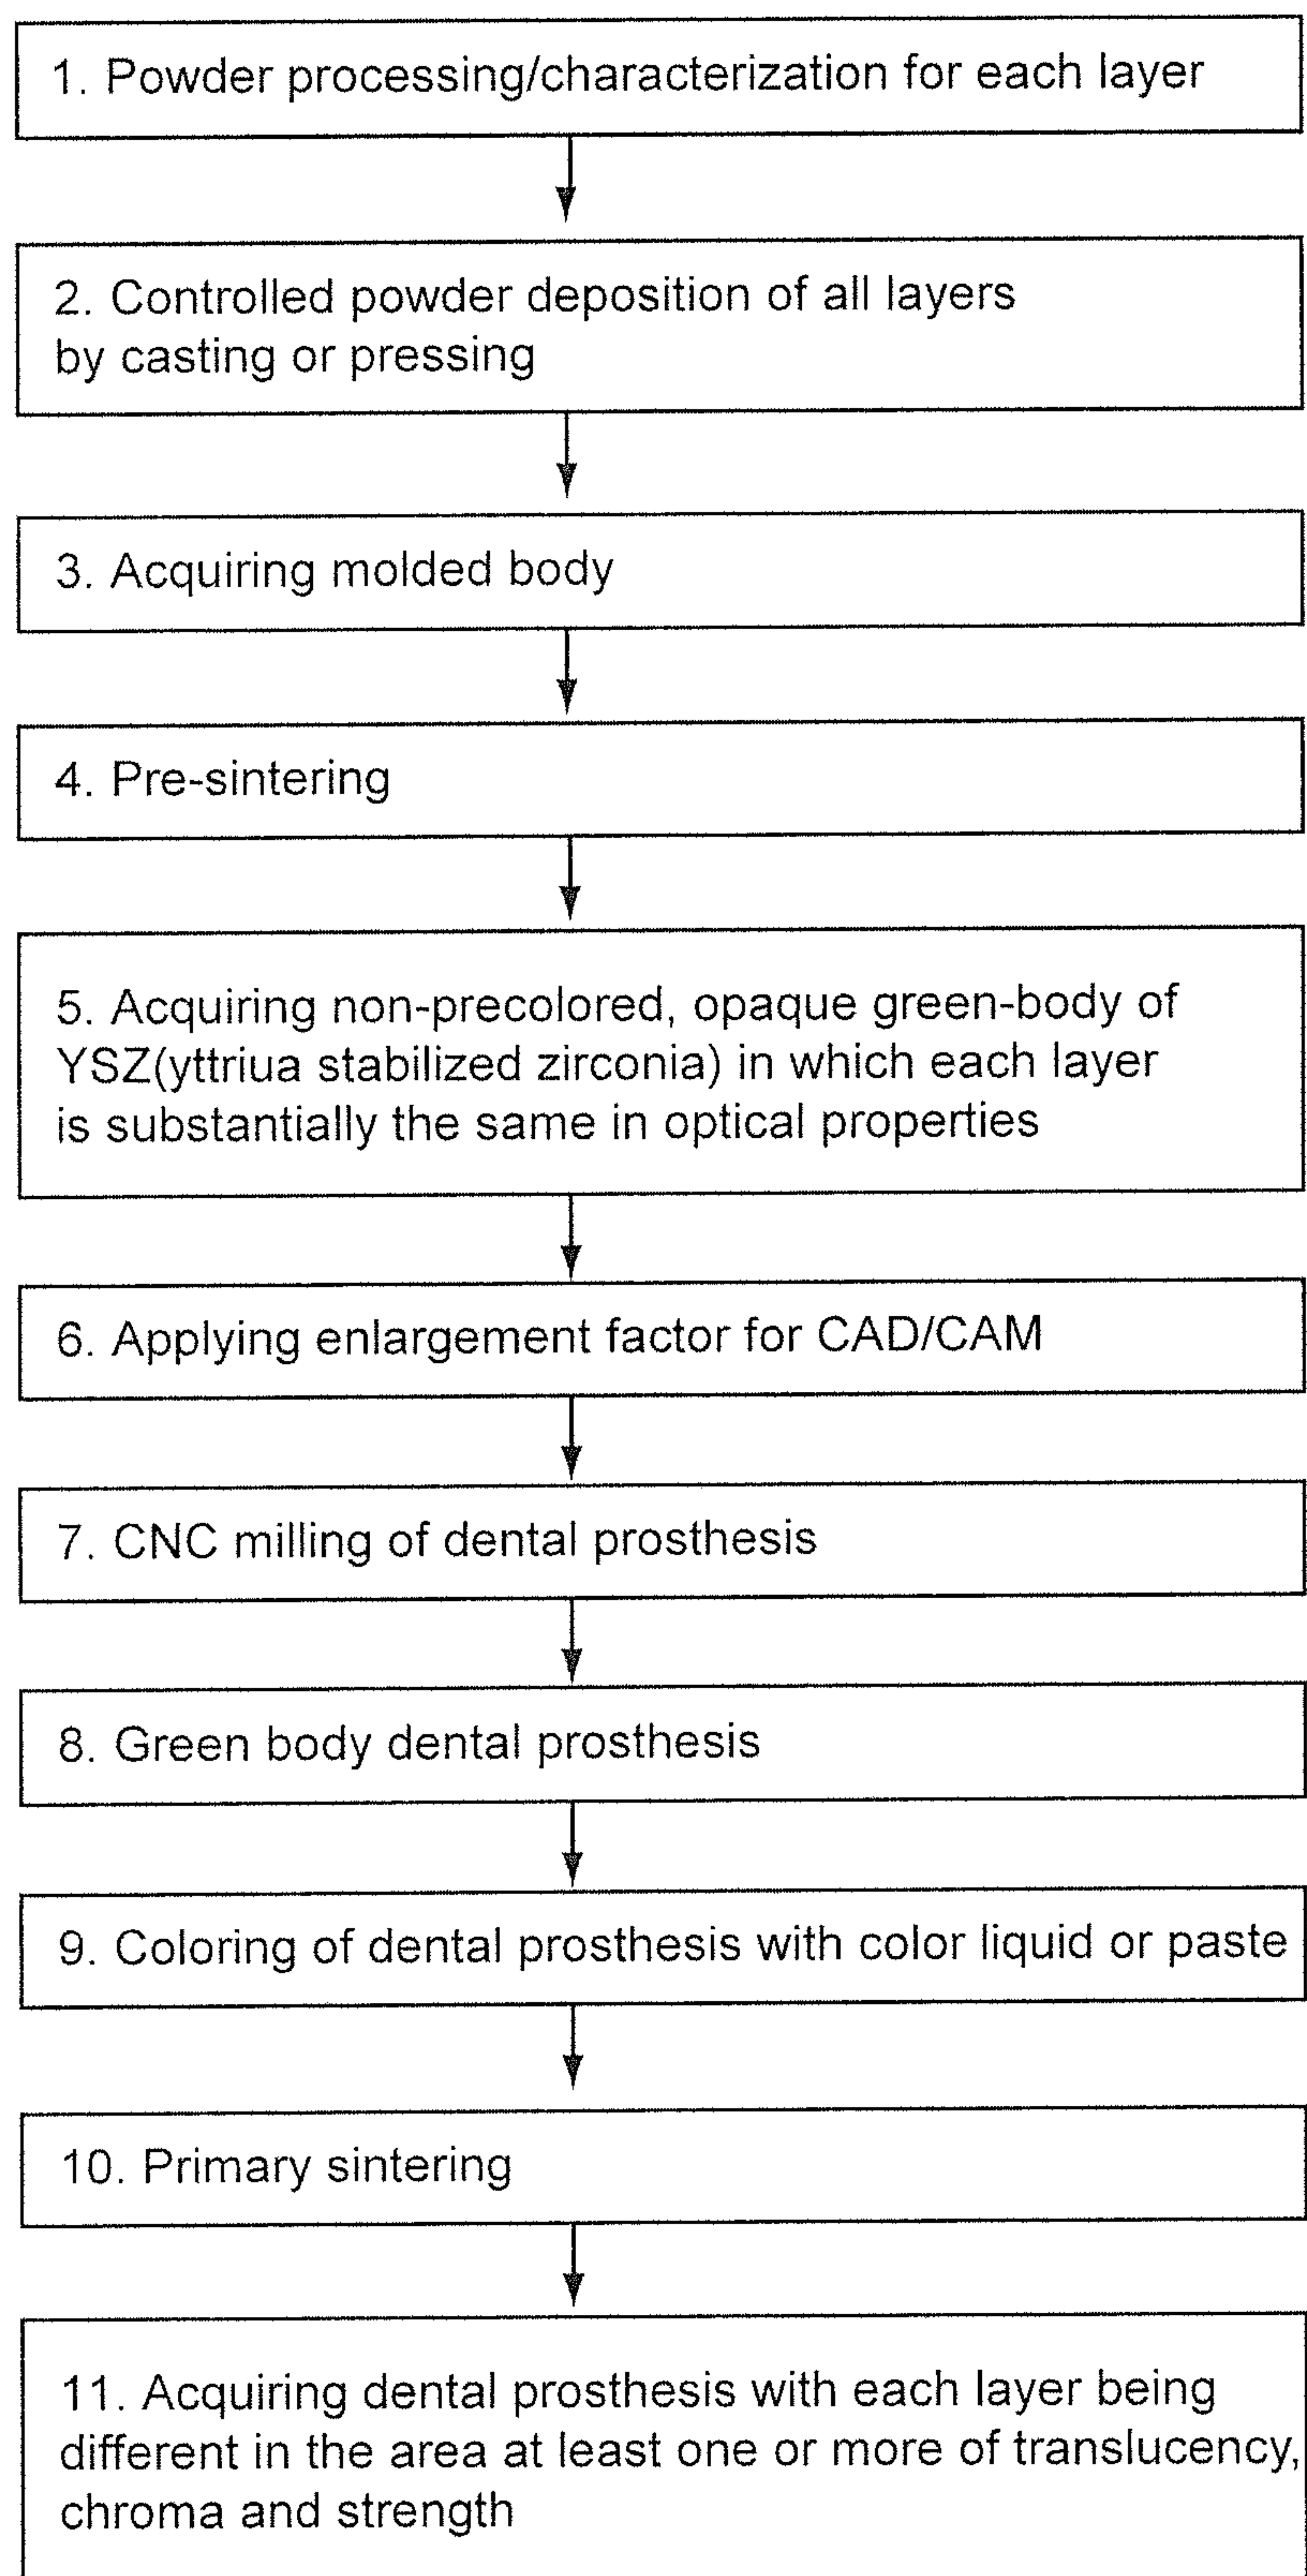 1. Powder processing/characterization for each layer
2. Controlled powder deposition of all layers
by casting or pressing
3. Acquiring molded body
4. Pre-sintering
5. Acquiring non-precolored, opaque green-body of
YSZ(yttriua stabilized zirconia) in which each layer
is substantially the same in optical properties
6. Applying enlargement factor for CAD/CAM
7. CNC milling of dental prosthesis
8. Green body dental prosthesis
9. Coloring of dental prosthesis with color liquid or paste
10. Primary sintering
11. Acquiring dental prosthesis with each layer being
different in the area at least one or more of translucency,
chroma and strength